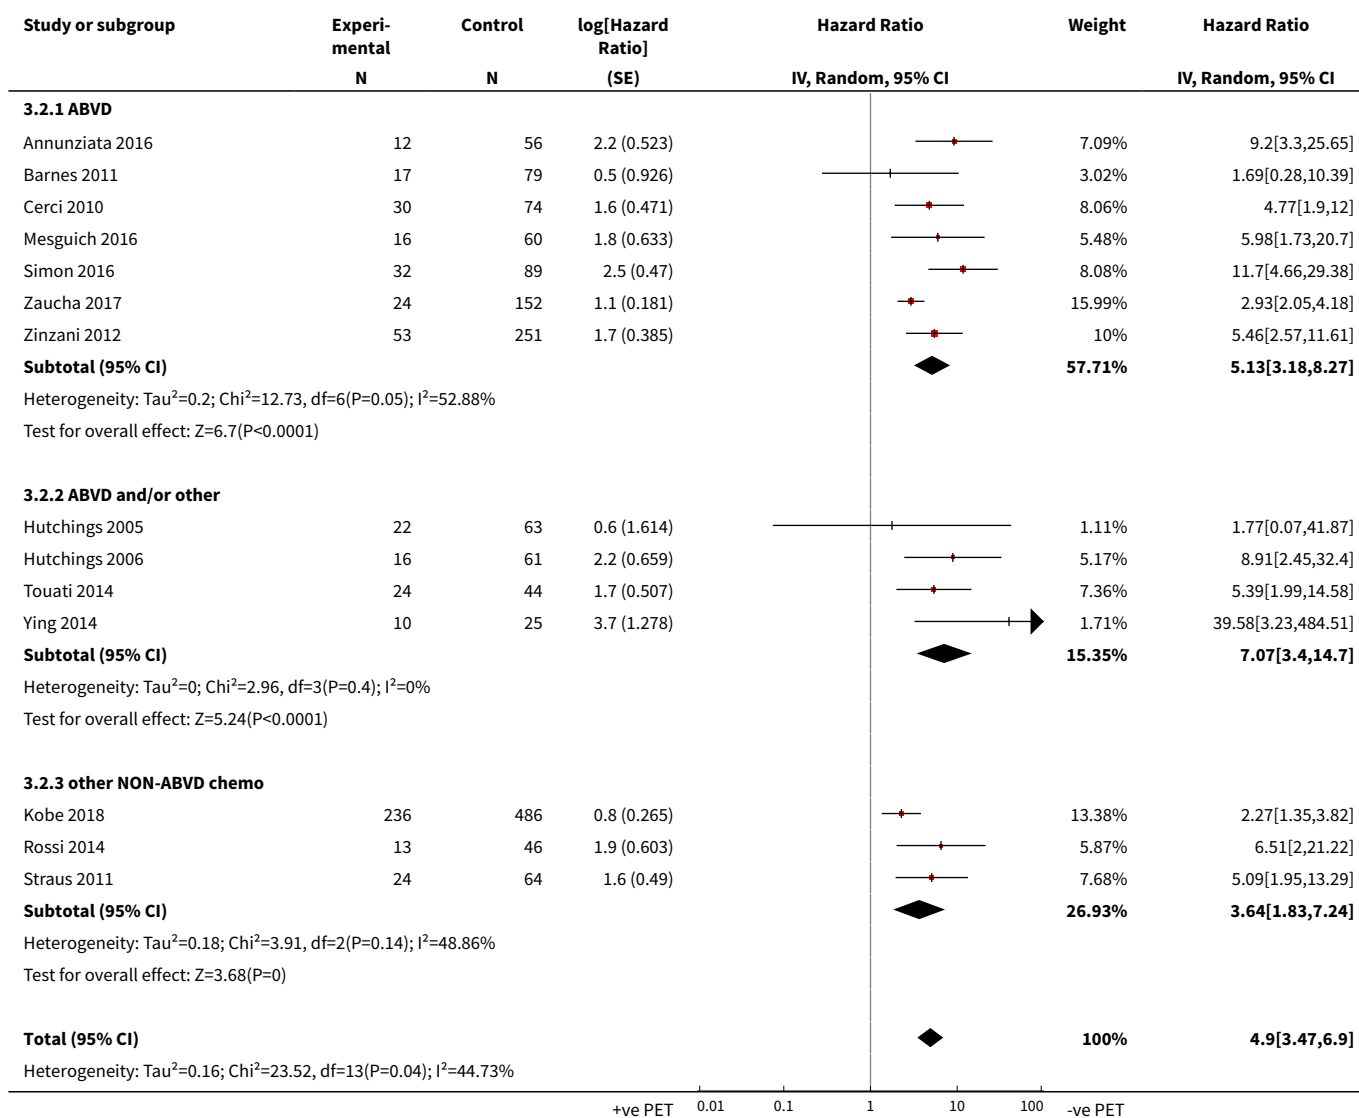 Study or subgroup Experi- Control log[Hazard Hazard Ratio Weight Hazard Ratio
mental Ratio]
N N (SE) IV, Random, 95% CI IV, Random, 95% CI
3.2.1 ABVD
Annunziata 2016 12 56 2.2 (0.523) 7.09% 9.2[3.3,25.65]
Barnes 2011 17 79 0.5 (0.926) 3.02% 1.69[0.28,10.39]
Cerci 2010 30 74 1.6 (0.471) 8.06% 4.77[1.9,12]
Mesguich 2016 16 60 1.8 (0.633) 5.48% 5.98[1.73,20.7]
Simon 2016 32 89 2.5 (0.47) 8.08% 11.7[4.66,29.38]
Zaucha 2017 24 152 1.1 (0.181) 15.99% 2.93[2.05,4.18]
Zinzani 2012 53 251 1.7 (0.385) 10% 5.46[2.57,11.61]
Subtotal (95% CI) 57.71% 5.13[3.18,8.27]
Heterogeneity: Tau²=0.2; Chi²=12.73, df=6(P=0.05); I²=52.88%
Test for overall effect: Z=6.7(P<0.0001)
3.2.2 ABVD and/or other
Hutchings 2005 22 63 0.6 (1.614) 1.11% 1.77[0.07,41.87]
Hutchings 2006 16 61 2.2 (0.659) 5.17% 8.91[2.45,32.4]
Touati 2014 24 44 1.7 (0.507) 7.36% 5.39[1.99,14.58]
Ying 2014 10 25 3.7 (1.278) 1.71% 39.58[3.23,484.51]
Subtotal (95% CI) 15.35% 7.07[3.4,14.7]
Heterogeneity: Tau²=0; Chi²=2.96, df=3(P=0.4); I²=0%
Test for overall effect: Z=5.24(P<0.0001)
3.2.3 other NON-ABVD chemo
Kobe 2018 236 486 0.8 (0.265) 13.38% 2.27[1.35,3.82]
Rossi 2014 13 46 1.9 (0.603) 5.87% 6.51[2,21.22]
Straus 2011 24 64 1.6 (0.49) 7.68% 5.09[1.95,13.29]
Subtotal (95% CI) 26.93% 3.64[1.83,7.24]
Heterogeneity: Tau²=0.18; Chi²=3.91, df=2(P=0.14); I²=48.86%
Test for overall effect: Z=3.68(P=0)
Total (95% CI) 100% 4.9[3.47,6.9]
Heterogeneity: Tau²=0.16; Chi²=23.52, df=13(P=0.04); I²=44.73%
+ve PET 0.01 0.1 1 10 100 -ve PET